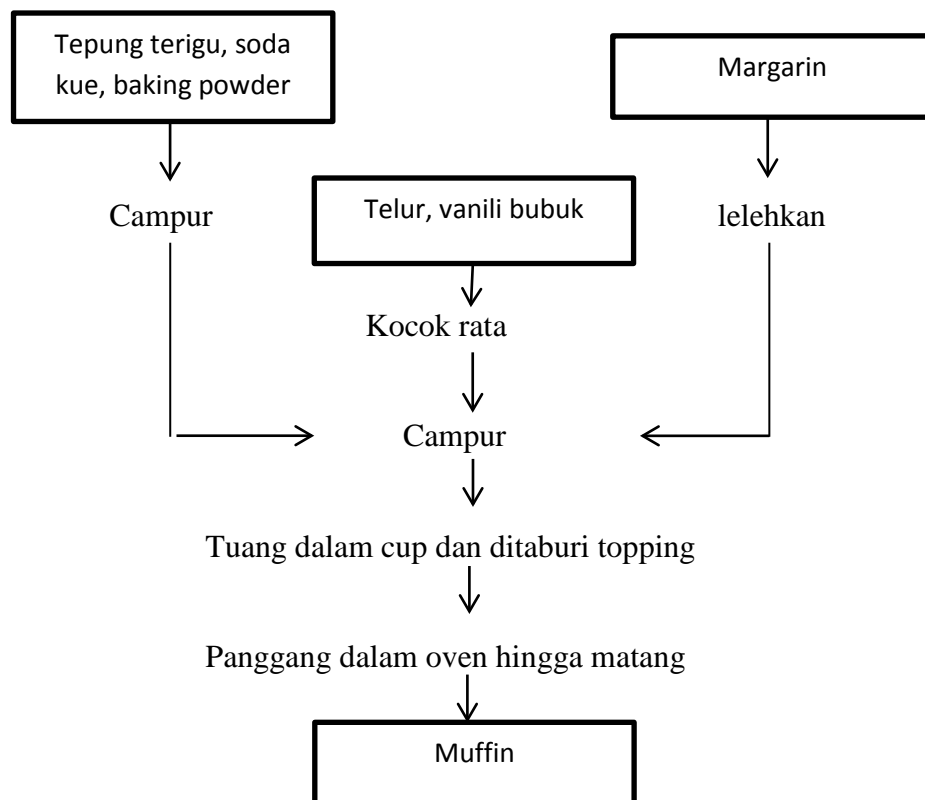 Tepung terigu, soda
kue, baking powder
Margarin
Campur
Telur, vanili bubuk
lelehkan
Kocok rata
Campur
Tuang dalam cup dan ditaburi topping
Panggang dalam oven hingga matang
Muffin